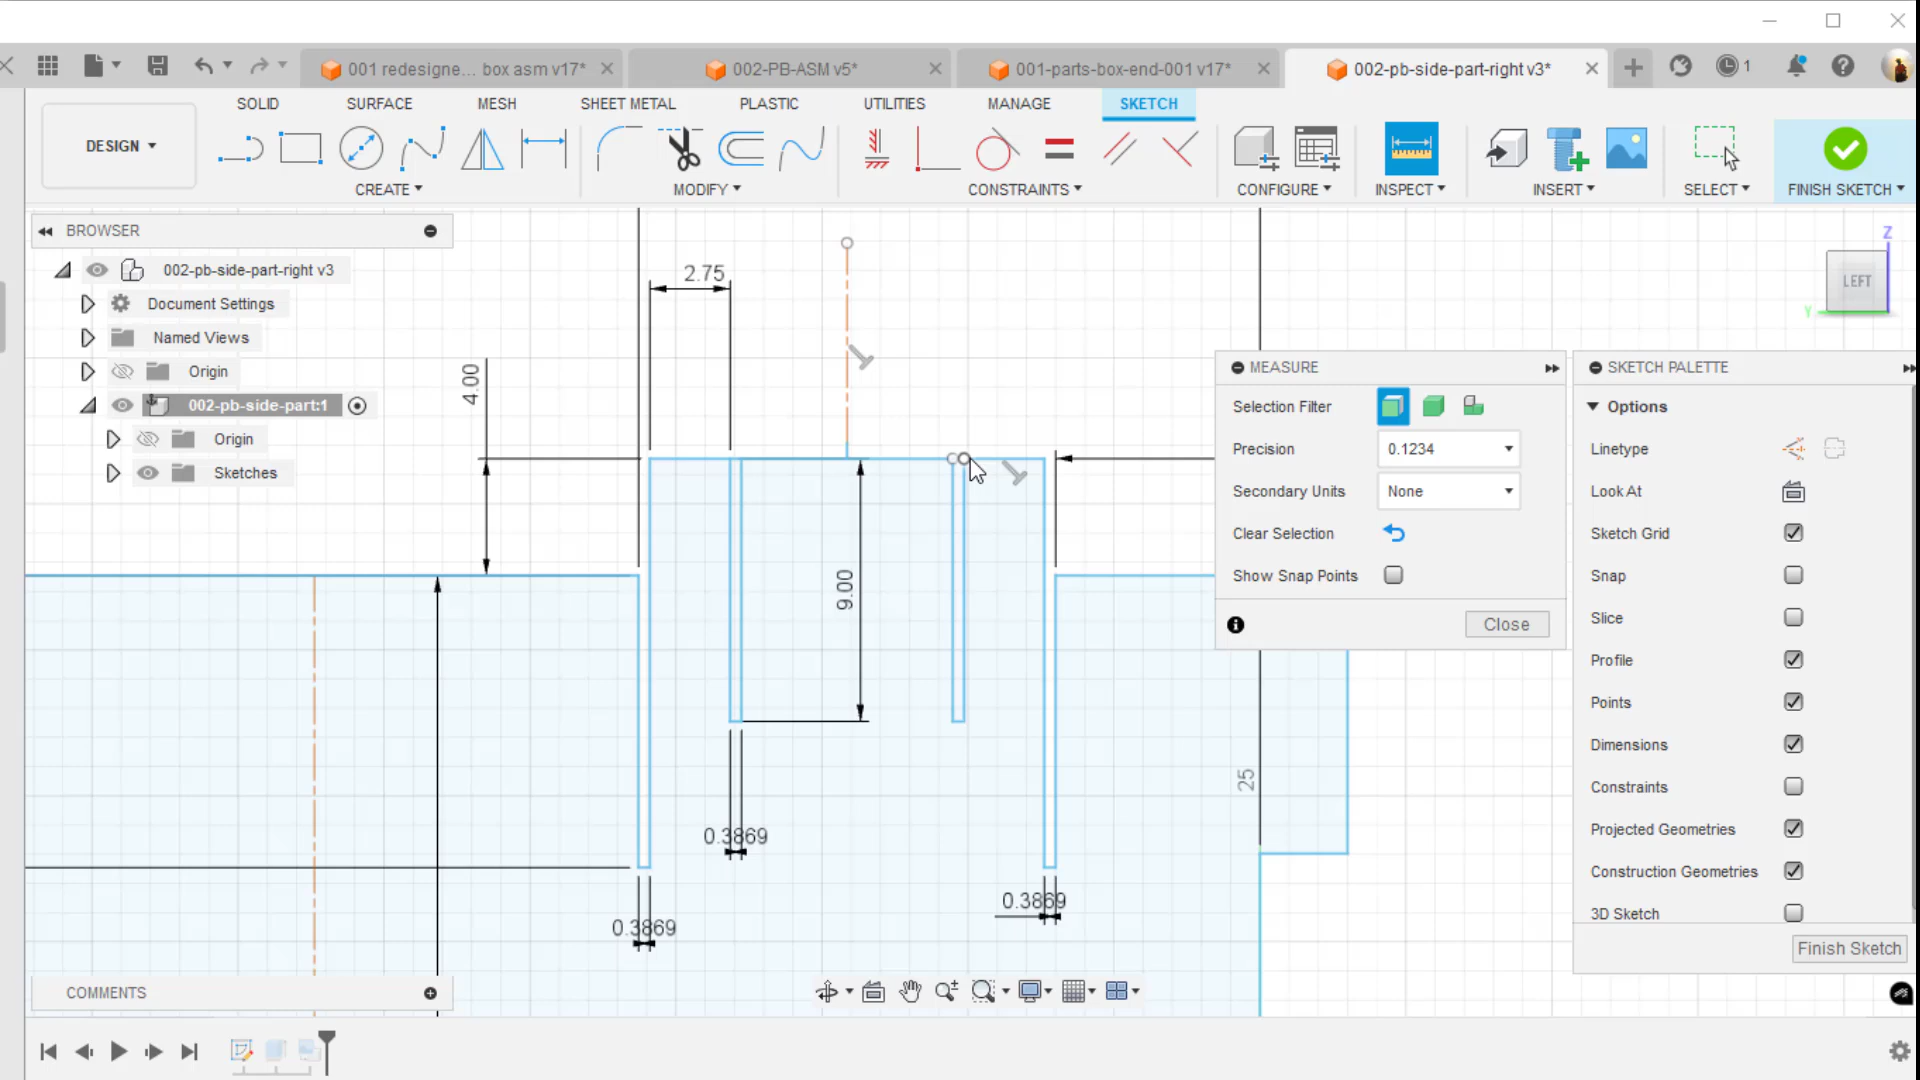 001 redesigne... box asm v17*
002-PB-ASM v5*
001-parts-box-end-001 v17*
002-pb-side-part-right v3*
1
DESIGN
SOLID
SURFACE
MESH
SHEET METAL
PLASTIC
UTILITIES
MANAGE
SKETCH
CREATE
MODIFY
CONSTRAINTS
CONFIGURE
INSPECT
INSERT
SELECT
FINISH SKETCH
BROWSER
002-pb-side-part-right v3
Document Settings
Named Views
Origin
002-pb-side-part:1
Origin
Sketches
Z
LEFT
Y
2.75
4.00
9.00
0.3869
0.3869
0.3869
25
MEASURE
Selection Filter
Precision
0.1234
Secondary Units
None
Clear Selection
Show Snap Points
Close
SKETCH PALETTE
Options
Linetype
Look At
Sketch Grid
Snap
Slice
Profile
Points
Dimensions
Constraints
Projected Geometries
Construction Geometries
3D Sketch
Finish Sketch
COMMENTS